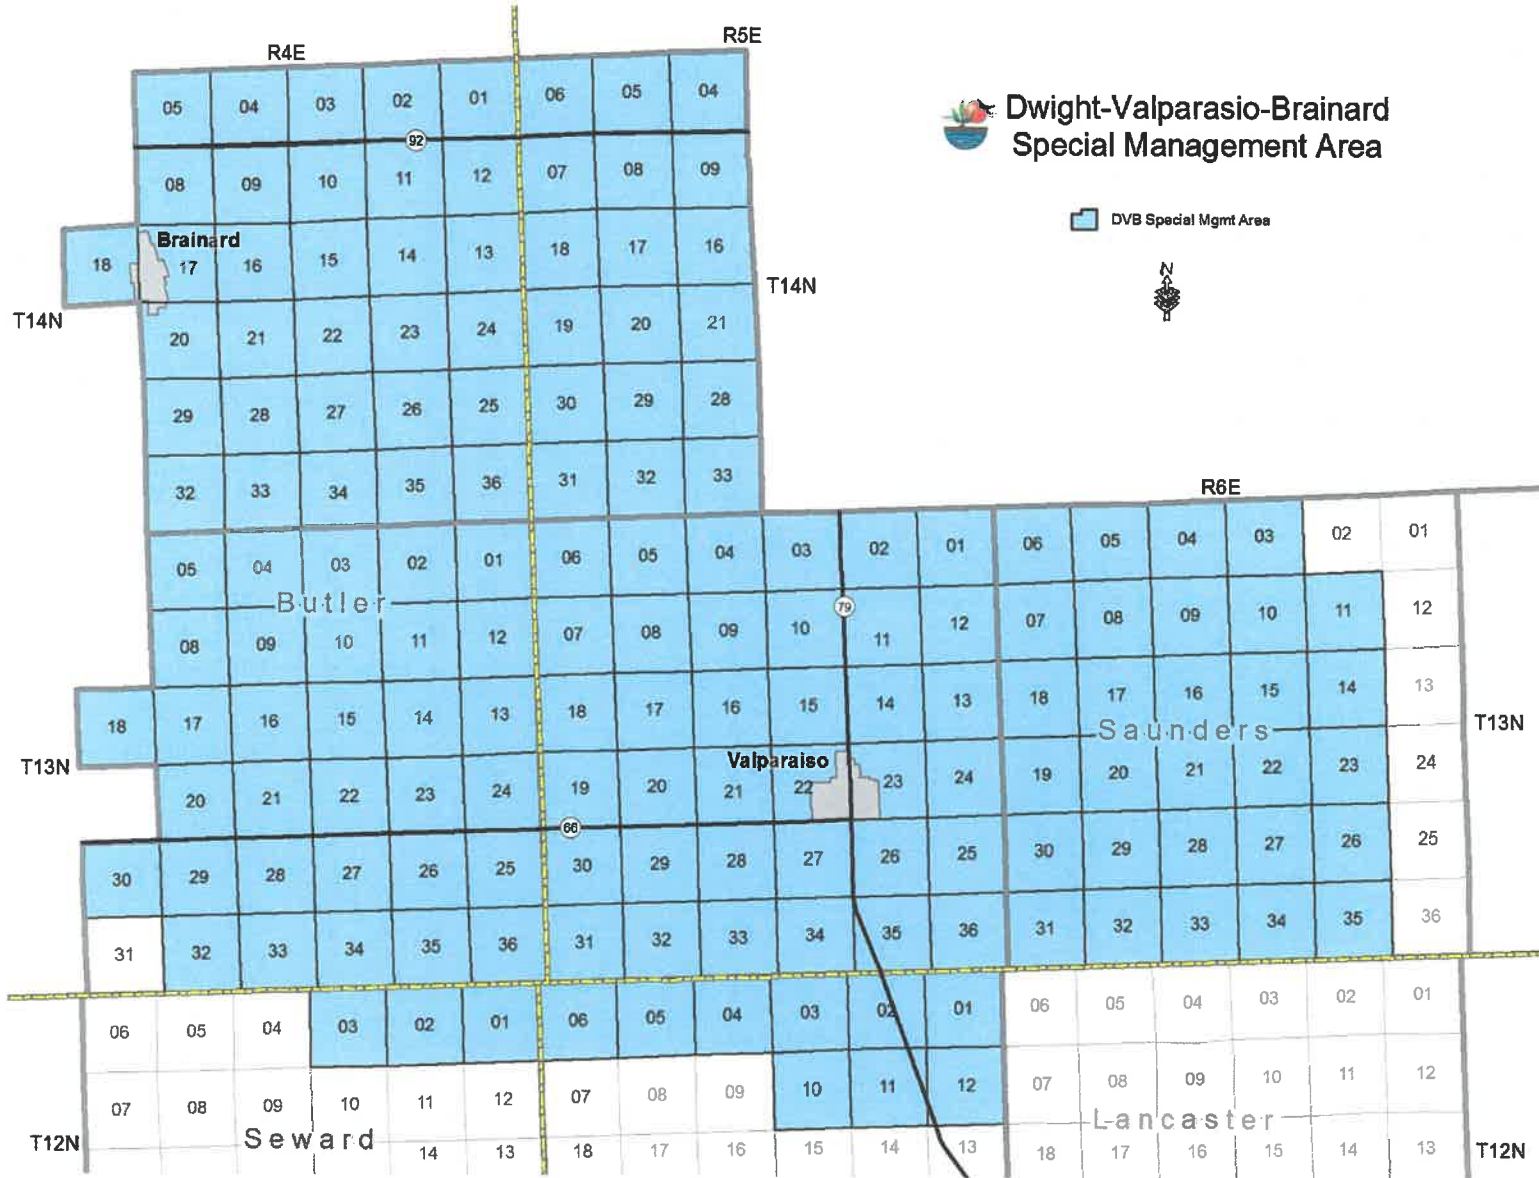 R4E
R5E
Dwight-Valparasio-Brainard
Special Management Area
DVB Special Mgmt Area
N
05 04 03 02 01 06 05 04
92
08 09 10 11 12 07 08 09
Brainard
18 17 16 15 14 13 18 17 16
T14N
T14N
20 21 22 23 24 19 20 21
29 28 27 26 25 30 29 28
32 33 34 35 36 31 32 33
R6E
05 04 03 02 01 06 05 04 03 02 01 06 05 04 03 02 01
Butler
79
08 09 10 11 12 07 08 09 10 11 12 07 08 09 10 11 12
18 17 16 15 14 13 18 17 16 15 14 13 18 17 16 15 14 13
Saunders
T13N
T13N
Valparaiso
20 21 22 23 24 19 20 21 22 23 24 19 20 21 22 23 24
66
30 29 28 27 26 25 30 29 28 27 26 25 30 29 28 27 26 25
31 32 33 34 35 36 31 32 33 34 35 36 31 32 33 34 35 36
06 05 04 03 02 01 06 05 04 03 02 01 06 05 04 03 02 01
07 08 09 10 11 12 07 08 09 10 11 12 07 08 09 10 11 12
Seward
Lancaster
T12N
14 13 18 17 16 15 14 13 18 17 16 15 14 13
T12N